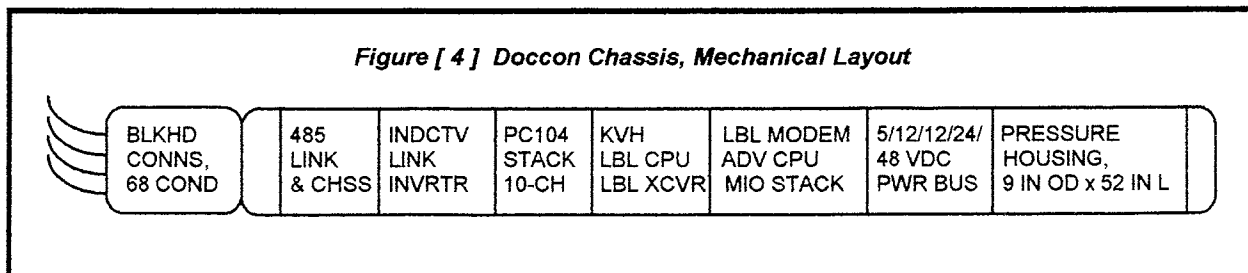 Figure [ 4 ] Doccon Chassis, Mechanical Layout
BLKHD
CONNS,
68 COND
485
LINK
& CHSS
INDCTV
LINK
INVRTR
PC104
STACK
10-CH
KVH
LBL CPU
LBL XCVR
LBL MODEM
ADV CPU
MIO STACK
5/12/12/24/
48 VDC
PWR BUS
PRESSURE
HOUSING,
9 IN OD x 52 IN L